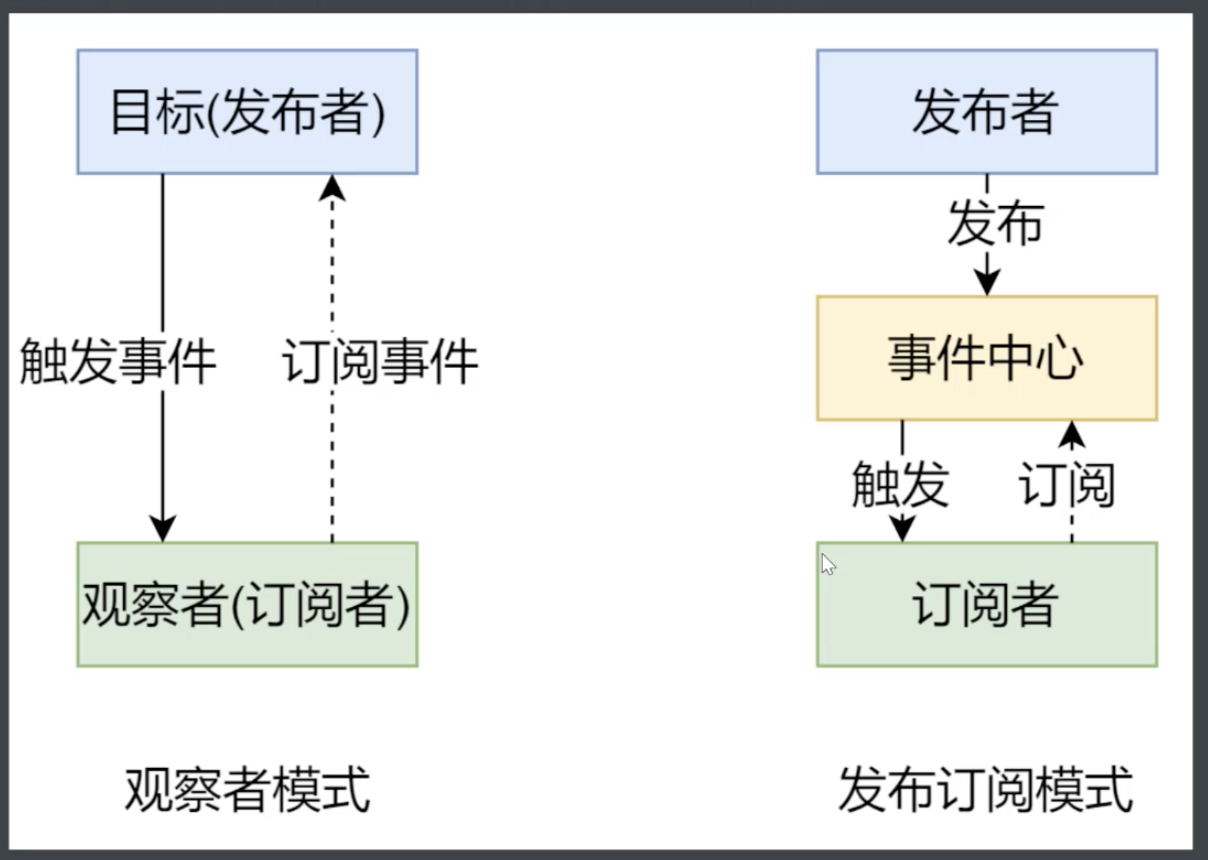 目标(发布者)
触发事件
订阅事件
观察者(订阅者)
观察者模式
发布者
发布
事件中心
触发
订阅
订阅者
发布订阅模式